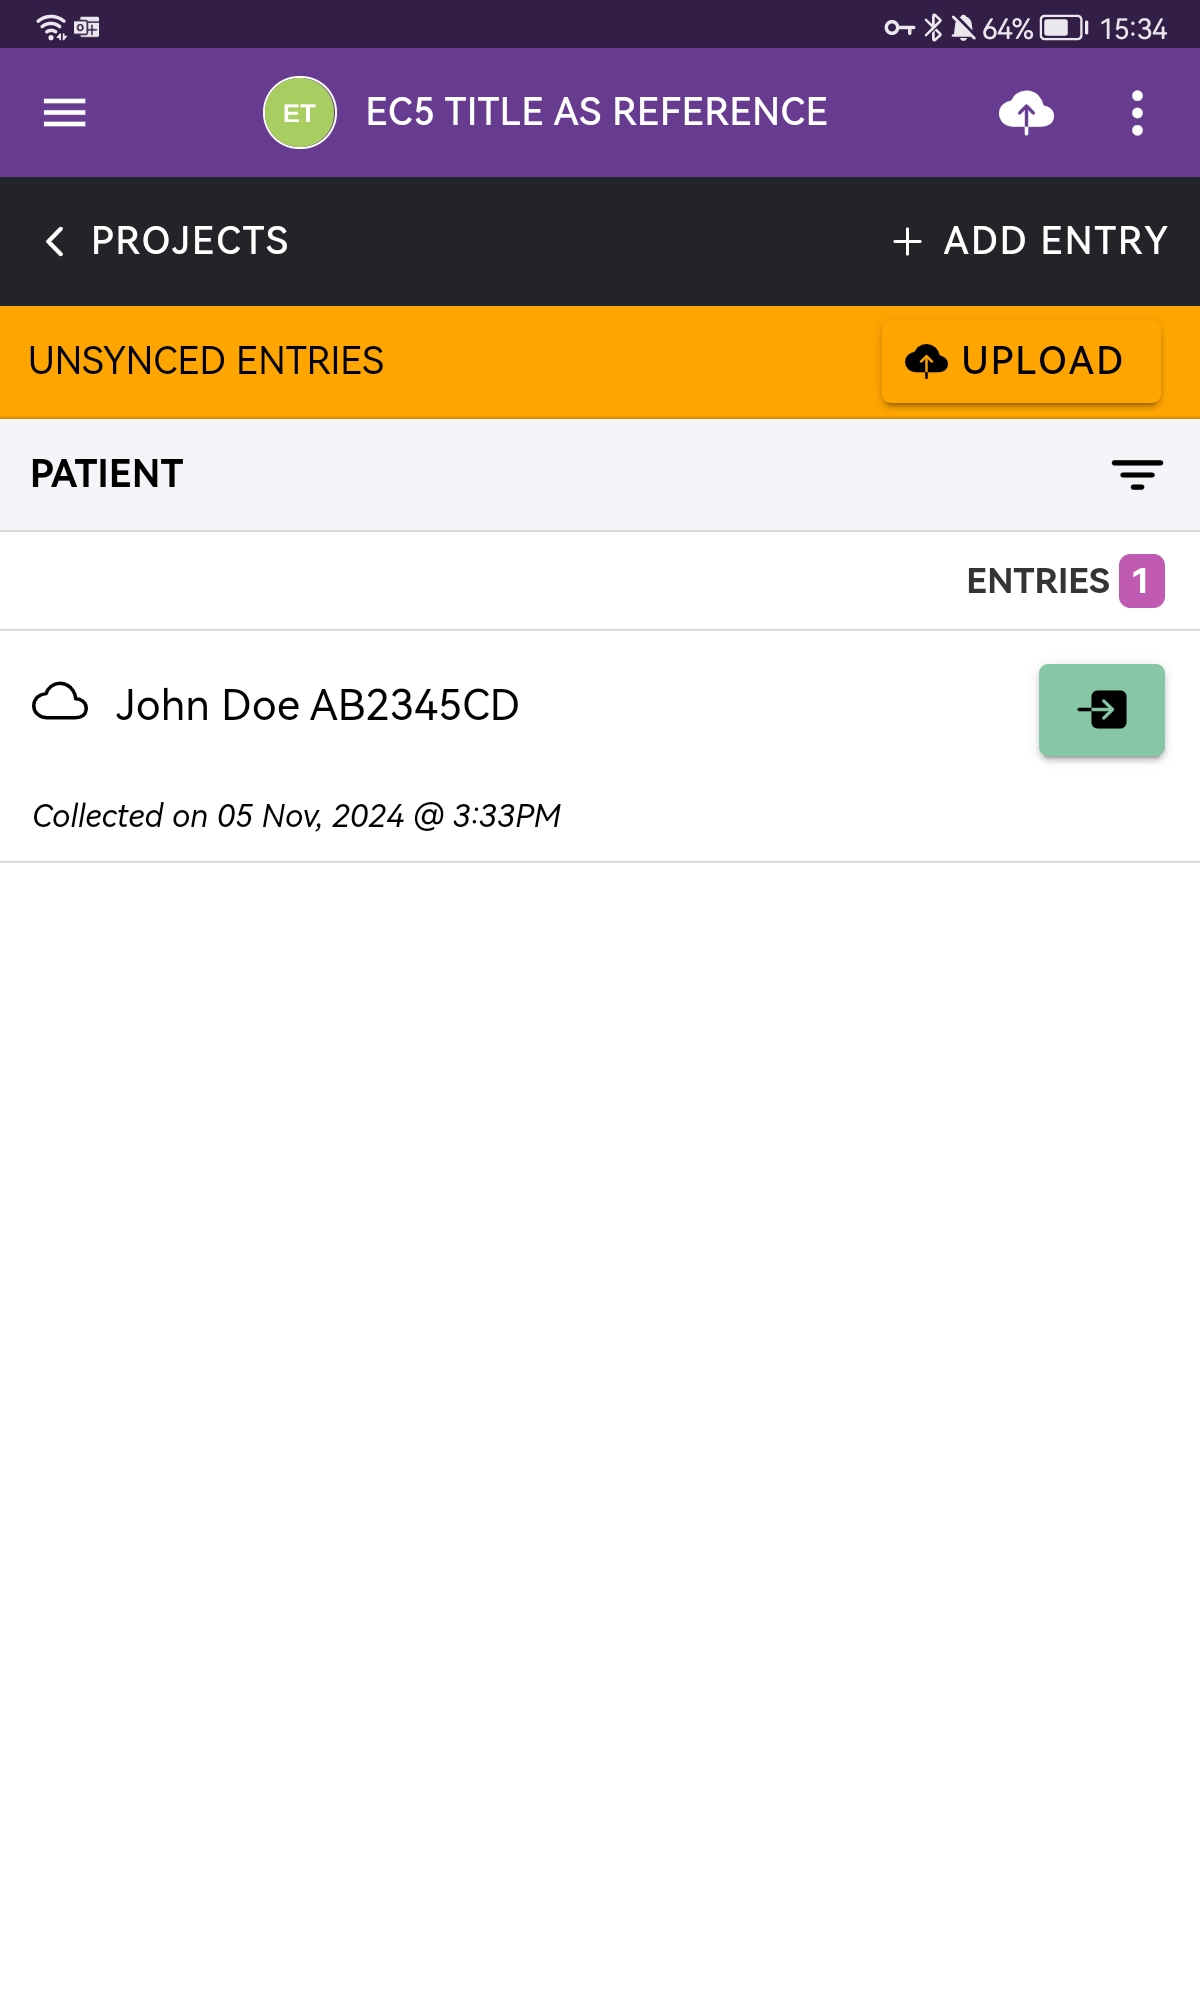 64% 15:34
ET EC5 TITLE AS REFERENCE
PROJECTS + ADD ENTRY
UNSYNCED ENTRIES UPLOAD
PATIENT
ENTRIES 1
John Doe AB2345CD
Collected on 05 Nov, 2024 @ 3:33PM